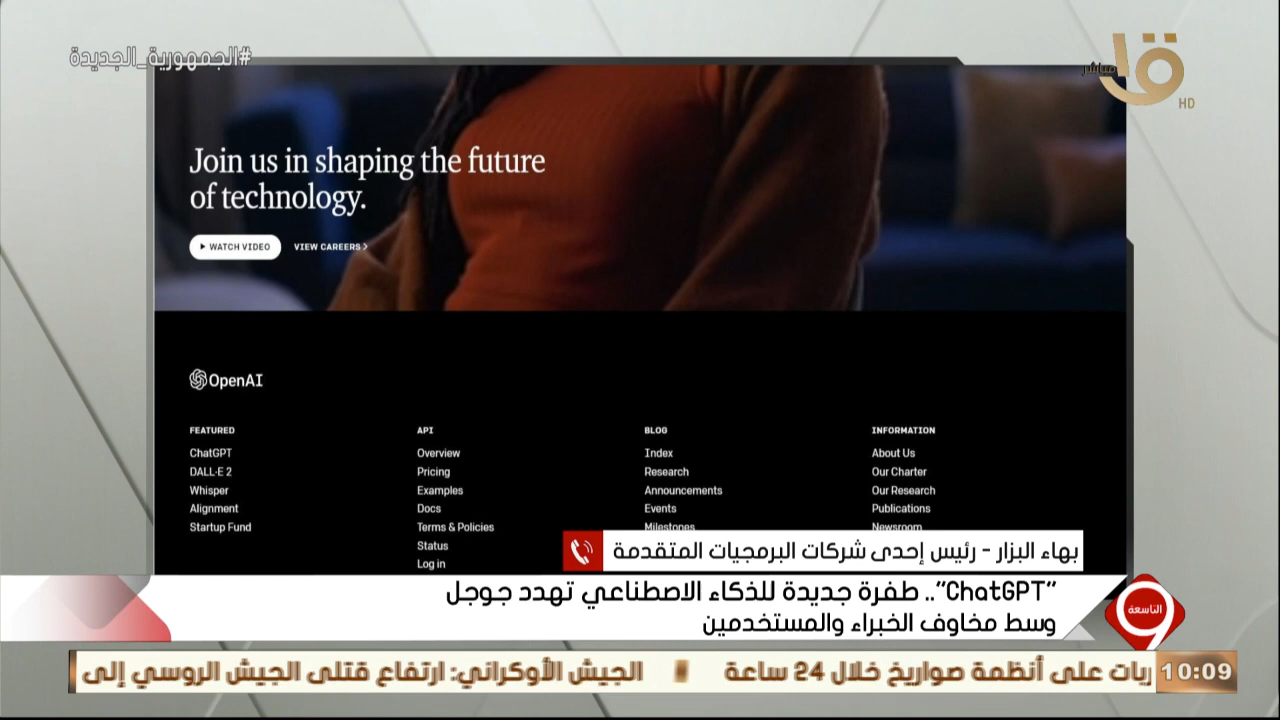 #الجمهورية_الجديدة
مباشر
HD
Join us in shaping the future
of technology.
WATCH VIDEO
VIEW CAREERS >
OpenAI
FEATURED
ChatGPT
DALL·E 2
Whisper
Alignment
Startup Fund
API
Overview
Pricing
Examples
Docs
Terms & Policies
Status
Log in
BLOG
Index
Research
Announcements
Events
Milestones
INFORMATION
About Us
Our Charter
Our Research
Publications
Newsroom
بهاء البزار - رئيس إحدى شركات البرمجيات المتقدمة
"ChatGPT".. طفرة جديدة للذكاء الاصطناعي تهدد جوجل
وسط مخاوف الخبراء والمستخدمين
التاسعة
9
10:09
ريات على أنظمة صواريخ خلال 24 ساعة
الجيش الأوكراني: ارتفاع قتلى الجيش الروسي إلى